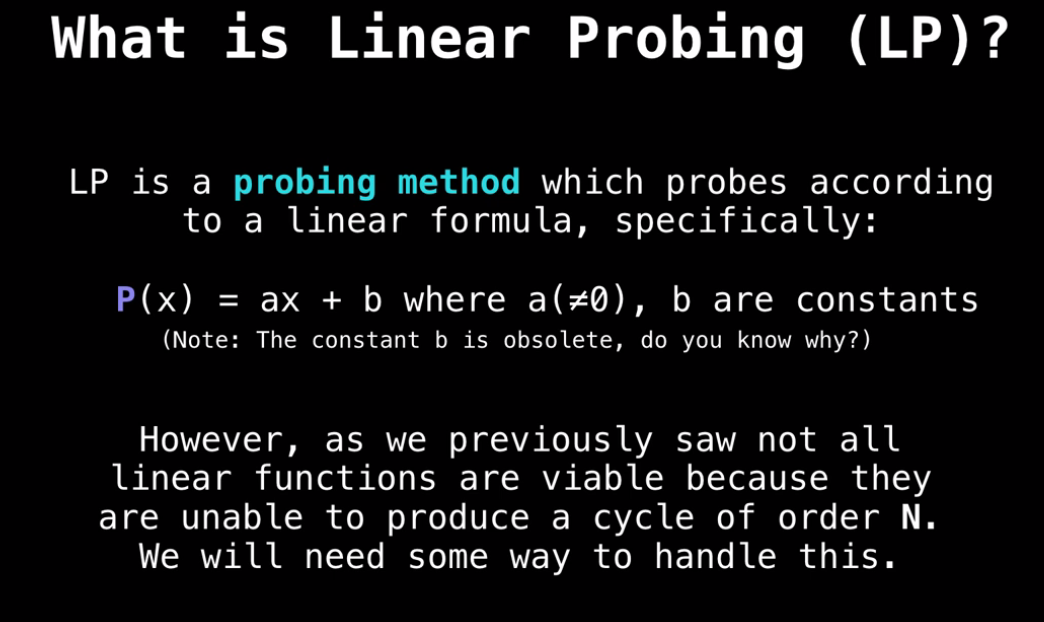 What is Linear Probing (LP)?
LP is a probing method which probes according
to a linear formula, specifically:
P(x) = ax + b where a(≠0), b are constants
(Note: The constant b is obsolete, do you know why?)
However, as we previously saw not all
linear functions are viable because they
are unable to produce a cycle of order N.
We will need some way to handle this.